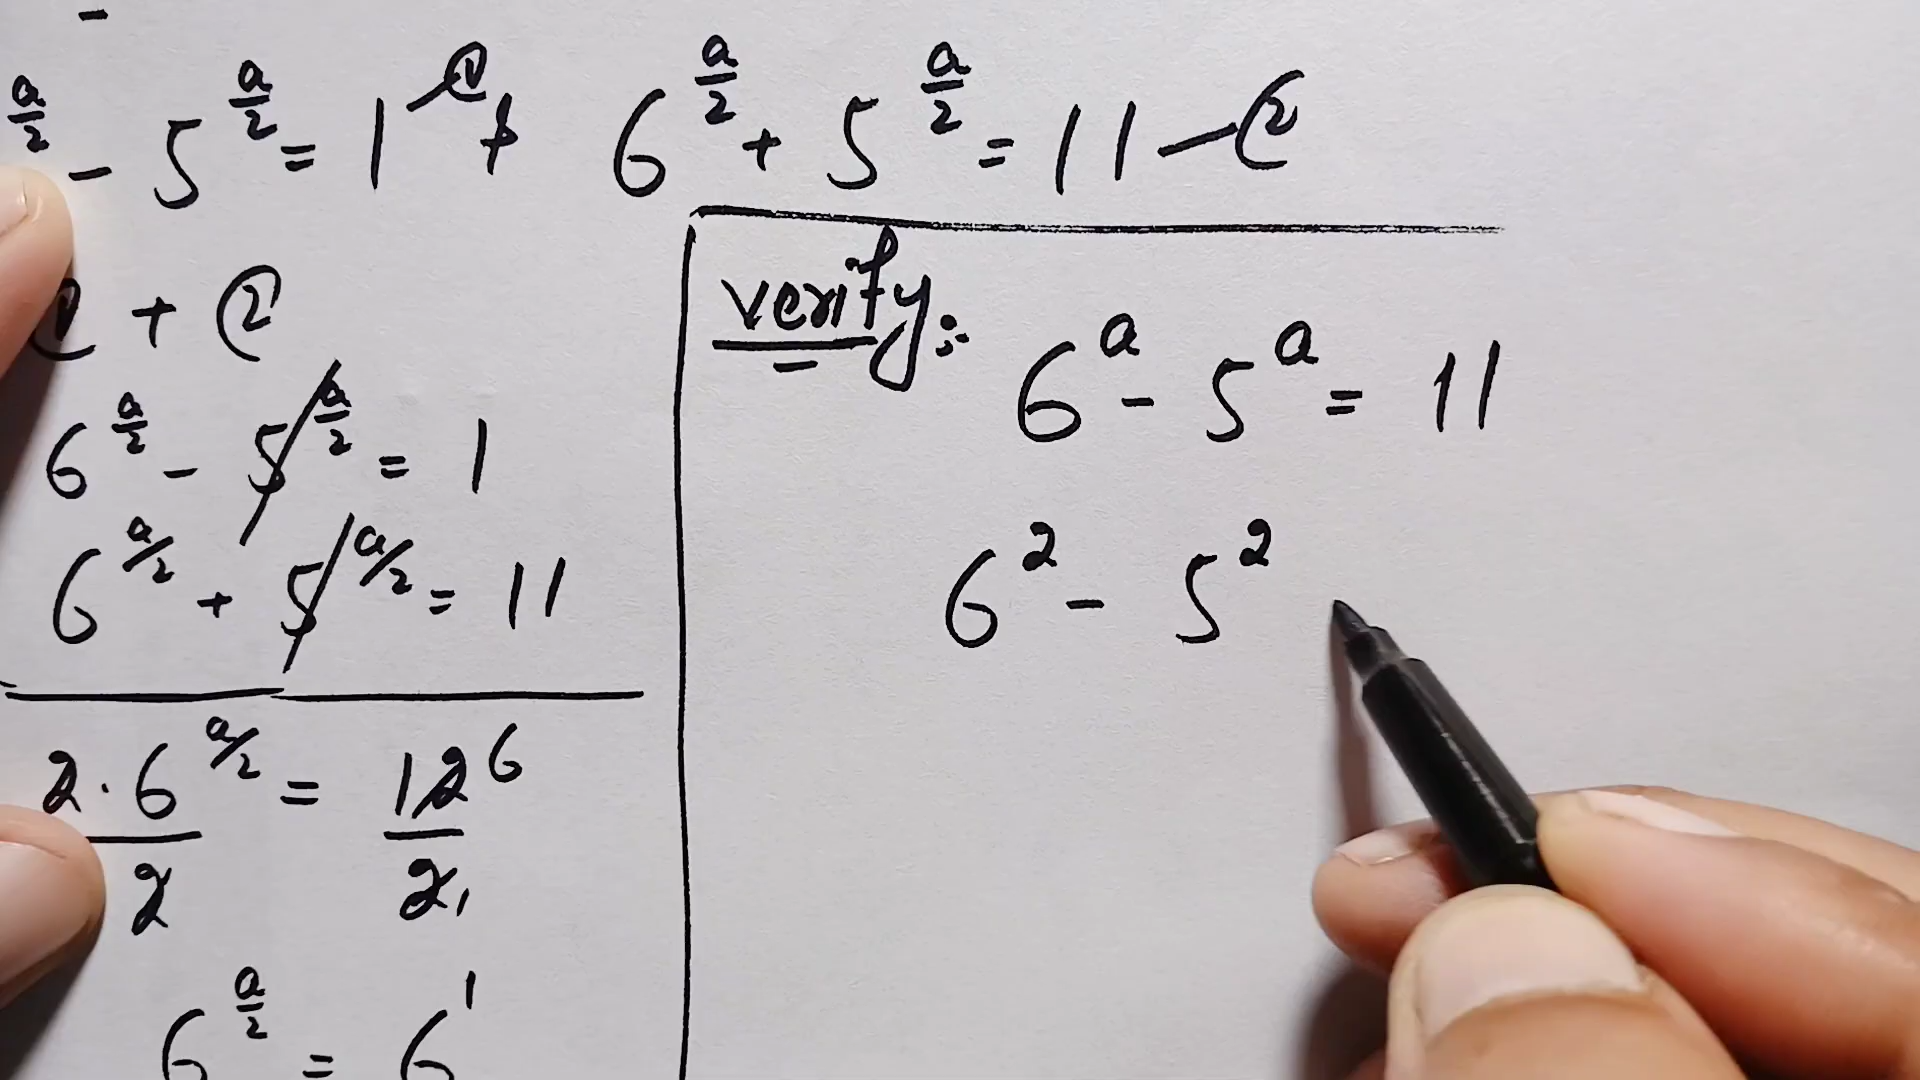 a/2 - 5^(a/2) = 1 —① & 6^(a/2) + 5^(a/2) = 11 —②
① + ②
6^(a/2) - 5^(a/2) = 1
6^(a/2) + 5^(a/2) = 11
2·6^(a/2)/2 = 12^6/2₁
6^(a/2) = 6^1
verify:-
6^a - 5^a = 11
6^2 - 5^2